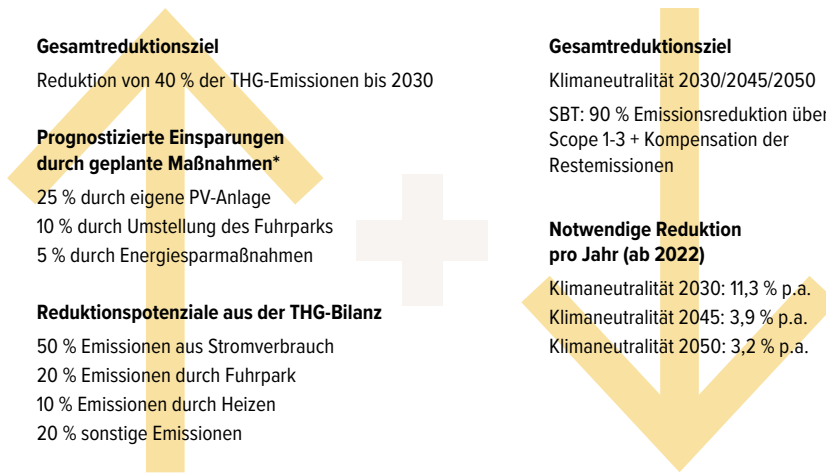 Gesamtreduktionsziel
Reduktion von 40 % der THG-Emissionen bis 2030
Prognostizierte Einsparungen
durch geplante Maßnahmen*
25 % durch eigene PV-Anlage
10 % durch Umstellung des Fuhrparks
5 % durch Energiesparmaßnahmen
Reduktionspotenziale aus der THG-Bilanz
50 % Emissionen aus Stromverbrauch
20 % Emissionen durch Fuhrpark
10 % Emissionen durch Heizen
20 % sonstige Emissionen
Gesamtreduktionsziel
Klimaneutralität 2030/2045/2050
SBT: 90 % Emissionsreduktion über
Scope 1-3 + Kompensation der
Restemissionen
Notwendige Reduktion
pro Jahr (ab 2022)
Klimaneutralität 2030: 11,3 % p.a.
Klimaneutralität 2045: 3,9 % p.a.
Klimaneutralität 2050: 3,2 % p.a.